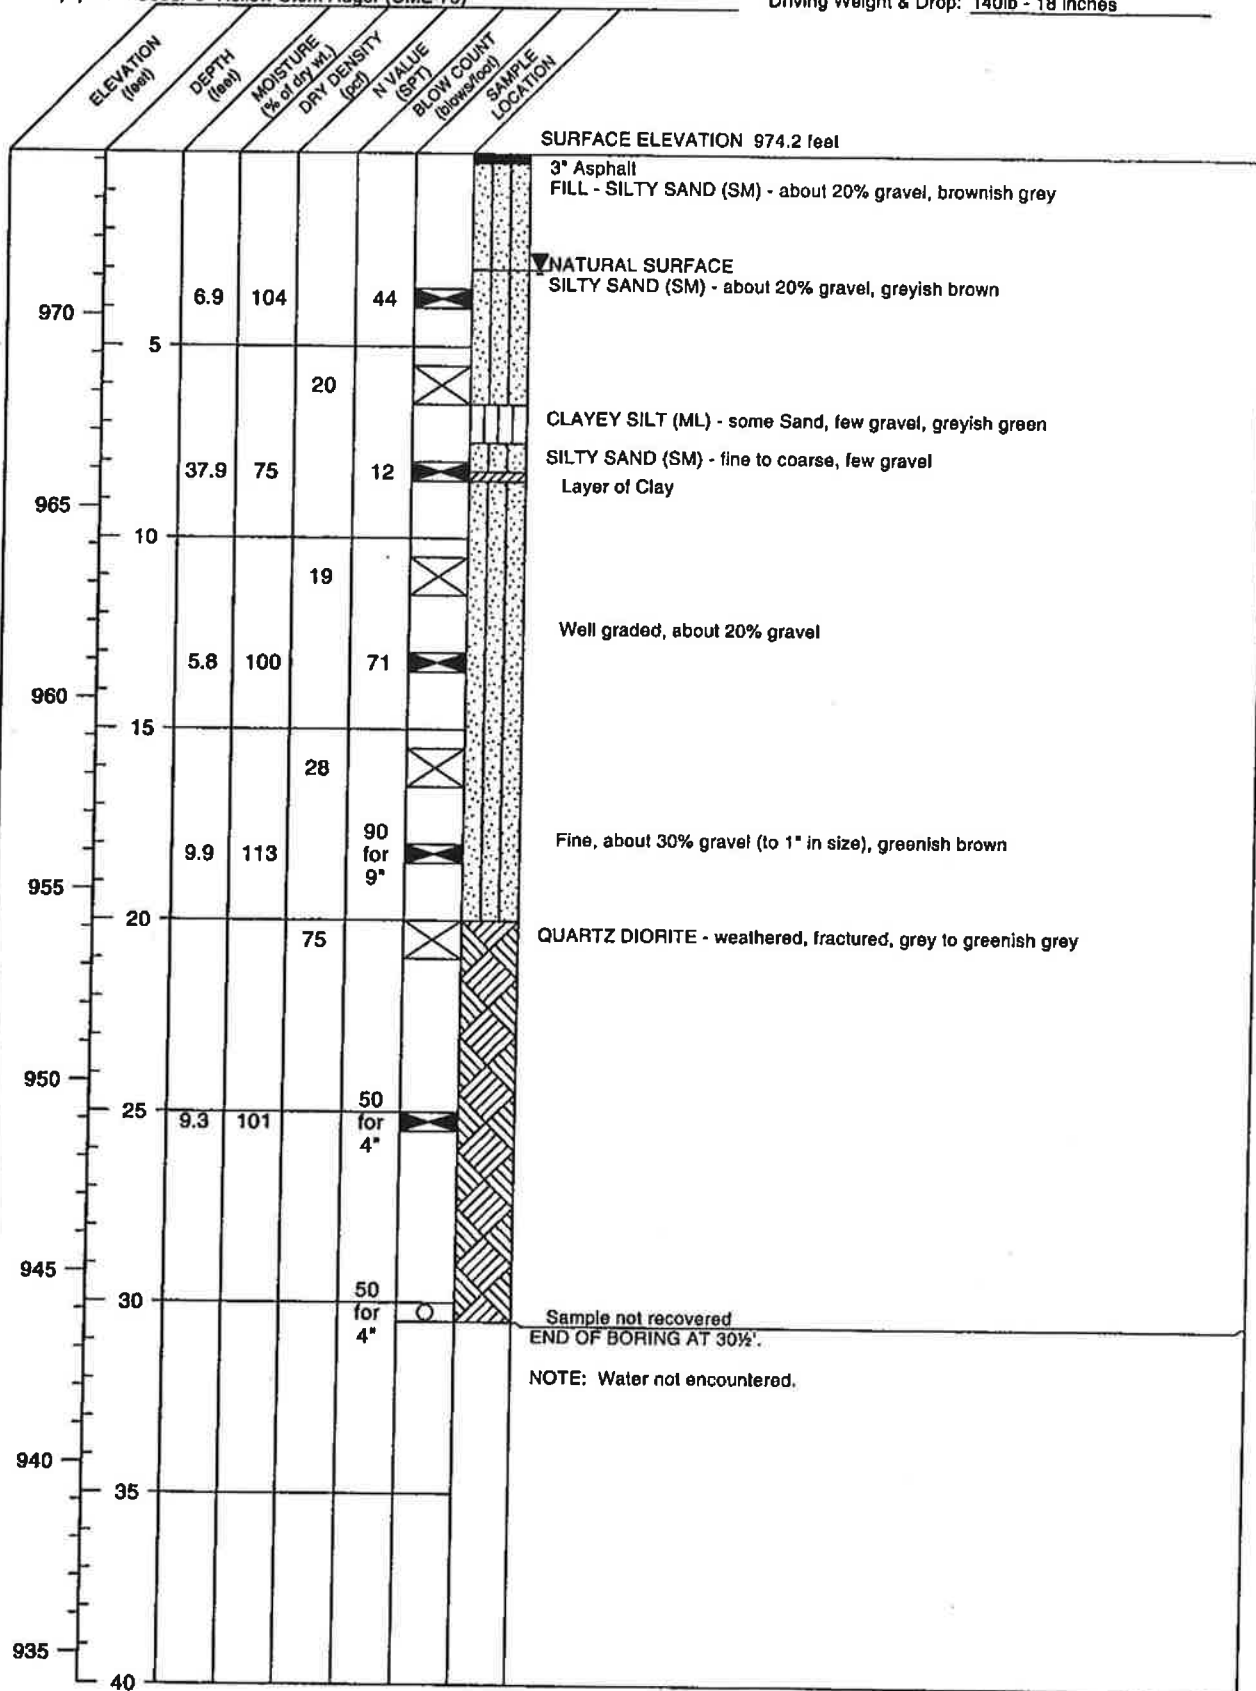 Driving Weight & Drop: 140lb - 18 inches
ELEVATION
(feet)
DEPTH
(feet)
MOISTURE
(% of dry wt.)
DRY DENSITY
(pcf)
N VALUE
(SPT)
BLOW COUNT
(blows/foot)
SAMPLE
LOCATION
SURFACE ELEVATION 974.2 feet
3" Asphalt
FILL - SILTY SAND (SM) - about 20% gravel, brownish grey
NATURAL SURFACE
SILTY SAND (SM) - about 20% gravel, greyish brown
6.9 104 44
970
5
20
CLAYEY SILT (ML) - some Sand, few gravel, greyish green
SILTY SAND (SM) - fine to coarse, few gravel
37.9 75 12
Layer of Clay
965
10
19
Well graded, about 20% gravel
5.8 100 71
960
15
28
90
for
9"
9.9 113
Fine, about 30% gravel (to 1" in size), greenish brown
955
20
75
QUARTZ DIORITE - weathered, fractured, grey to greenish grey
950
25
50
for
4"
9.3 101
945
30
50
for
4"
Sample not recovered
END OF BORING AT 30½'.
NOTE: Water not encountered.
940
35
935
40